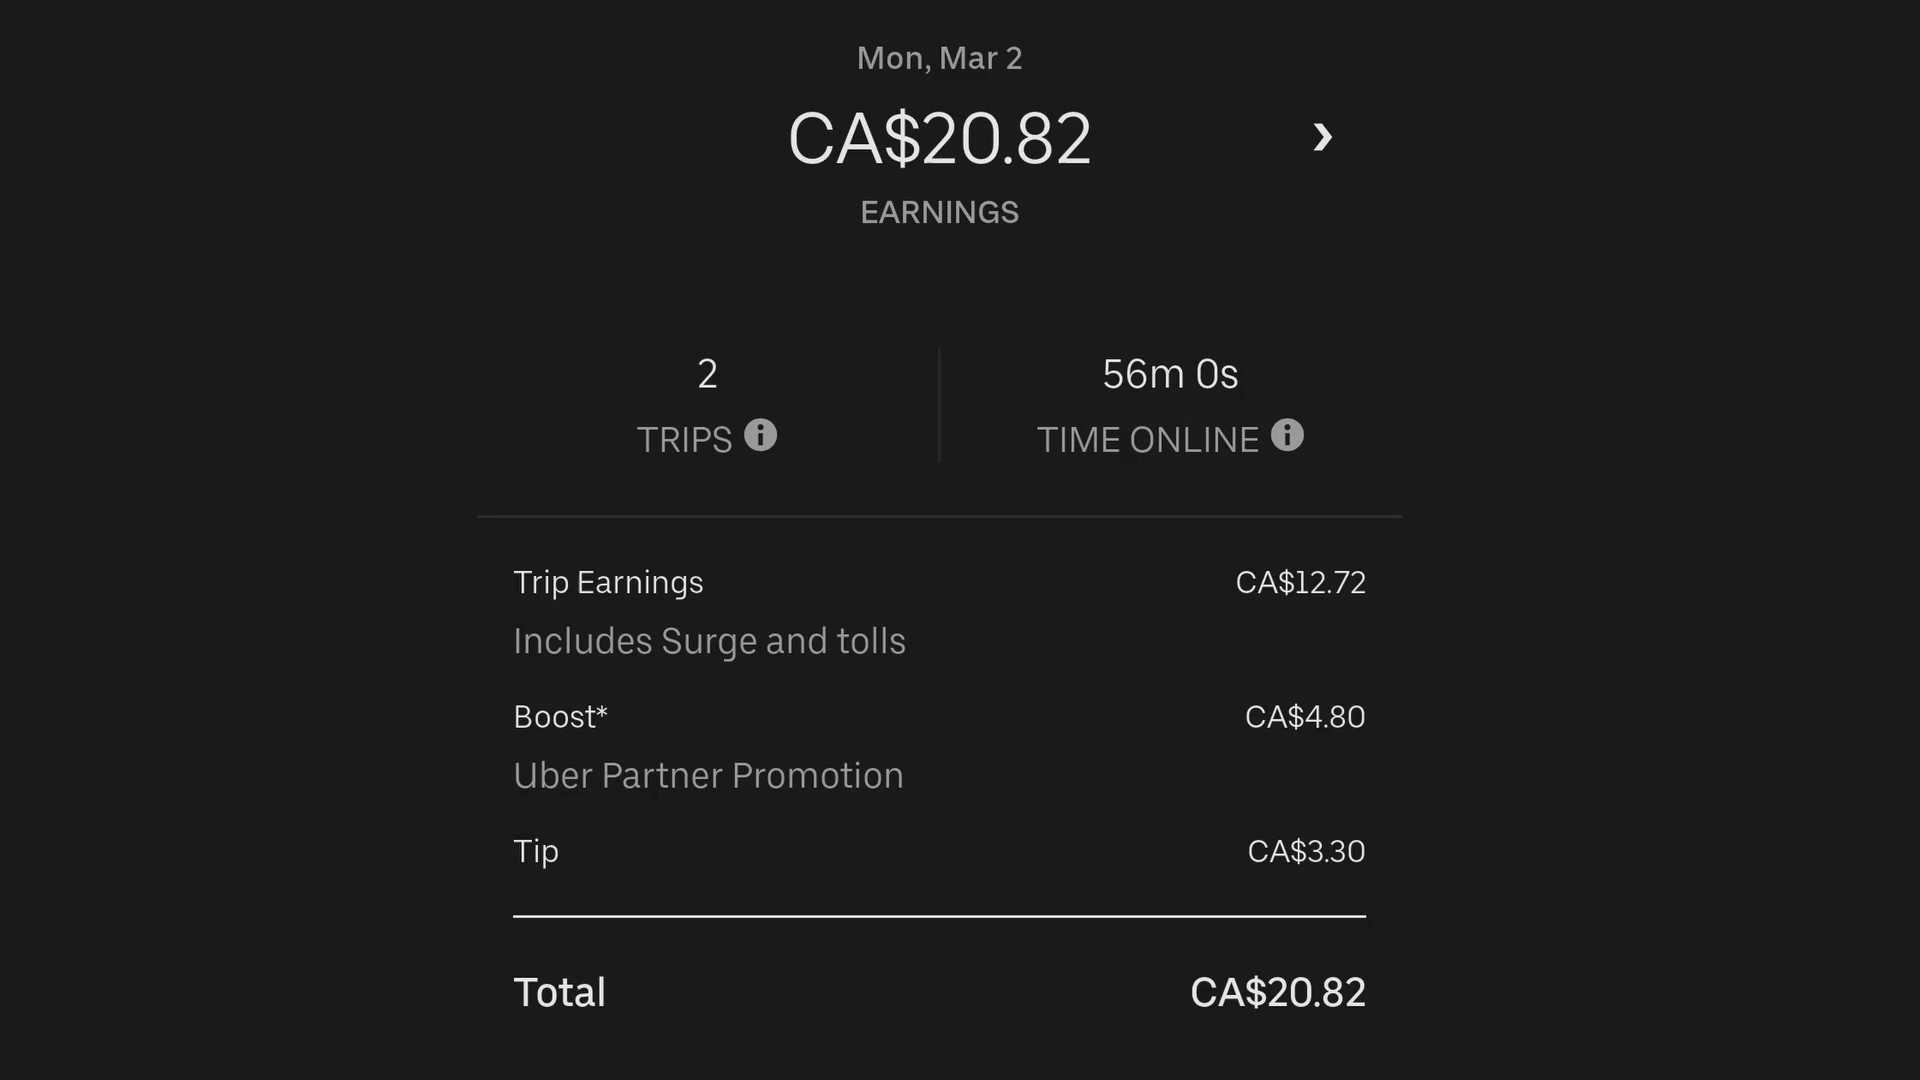 Mon, Mar 2
CA$20.82
EARNINGS
2
TRIPS
56m 0s
TIME ONLINE
Trip Earnings CA$12.72
Includes Surge and tolls
Boost* CA$4.80
Uber Partner Promotion
Tip CA$3.30
Total CA$20.82